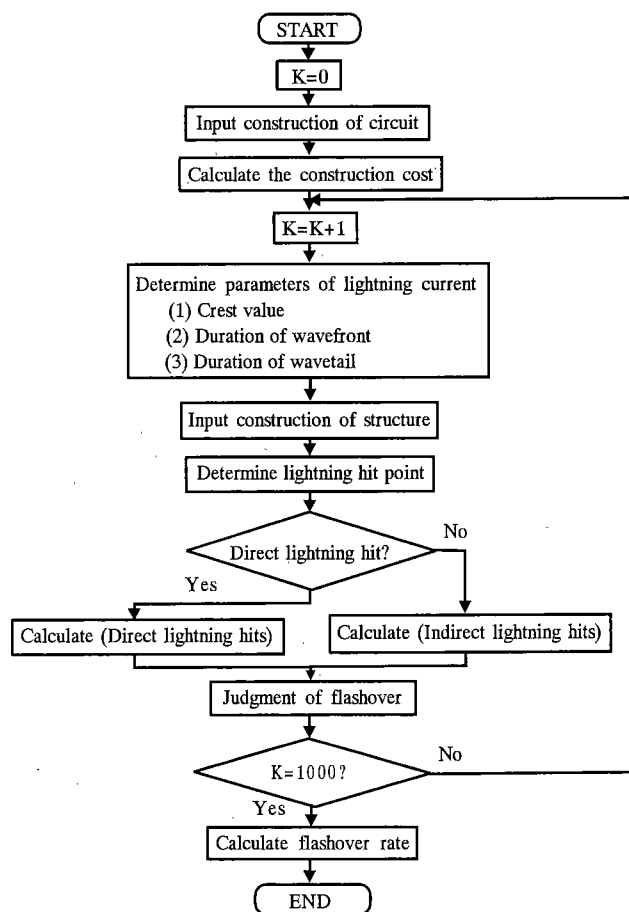 START
K=0
Input construction of circuit
Calculate the construction cost
K=K+1
Determine parameters of lightning current
(1) Crest value
(2) Duration of wavefront
(3) Duration of wavetail
Input construction of structure
Determine lightning hit point
Direct lightning hit?
No
Yes
Calculate (Direct lightning hits)
Calculate (Indirect lightning hits)
Judgment of flashover
K=1000?
No
Yes
Calculate flashover rate
END